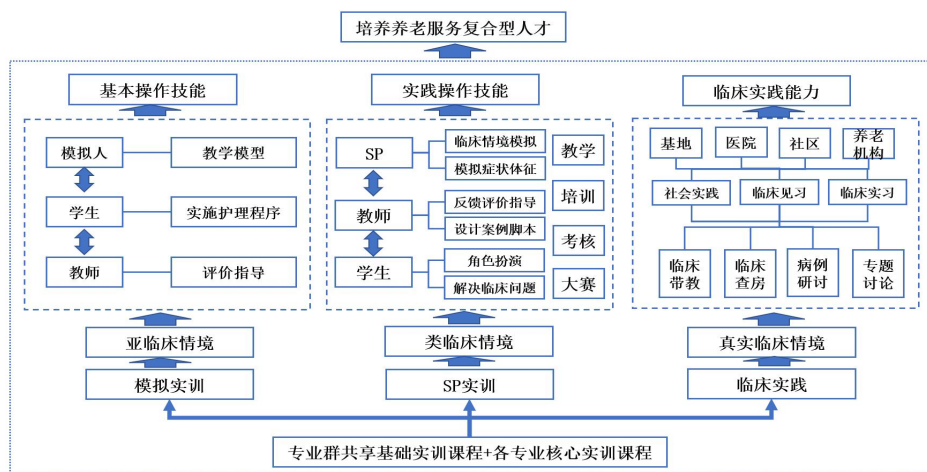 培养养老服务复合型人才
基本操作技能
实践操作技能
临床实践能力
模拟人
教学模型
学生
实施护理程序
教师
评价指导
SP
临床情境模拟
模拟症状体征
教师
反馈评价指导
设计案例脚本
学生
角色扮演
解决临床问题
教学
培训
考核
大赛
基地
医院
社区
养老
机构
社会实践
临床见习
临床实习
临床
带教
临床
查房
病例
研讨
专题
讨论
亚临床情境
类临床情境
真实临床情境
模拟实训
SP实训
临床实践
专业群共享基础实训课程+各专业核心实训课程